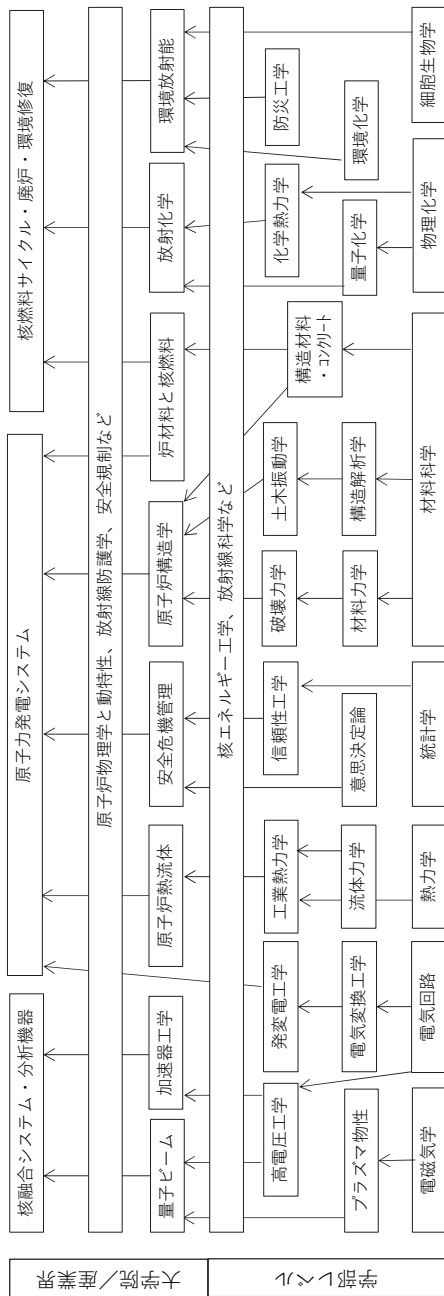 核融合システム・分析機器
原子力発電システム
核燃料サイクル・廃炉・環境修復
原子炉物理学と動特性、放射線防護学、安全規制など
量子ビーム
加速器工学
原子炉熱流体
安全危機管理
原子炉構造学
炉材料と核燃料
放射化学
環境放射能
核エネルギー工学、放射線科学など
高電圧工学
発変電工学
工業熱力学
信頼性工学
破壊力学
土木振動学
構造材料
・コンクリート
化学熱力学
防災工学
プラズマ物性
電気変換工学
流体力学
意思決定論
材料力学
構造解析学
量子化学
環境化学
電磁気学
電気回路
熱力学
統計学
材料科学
物理化学
細胞生物学
大学院／産業界
学部レベル